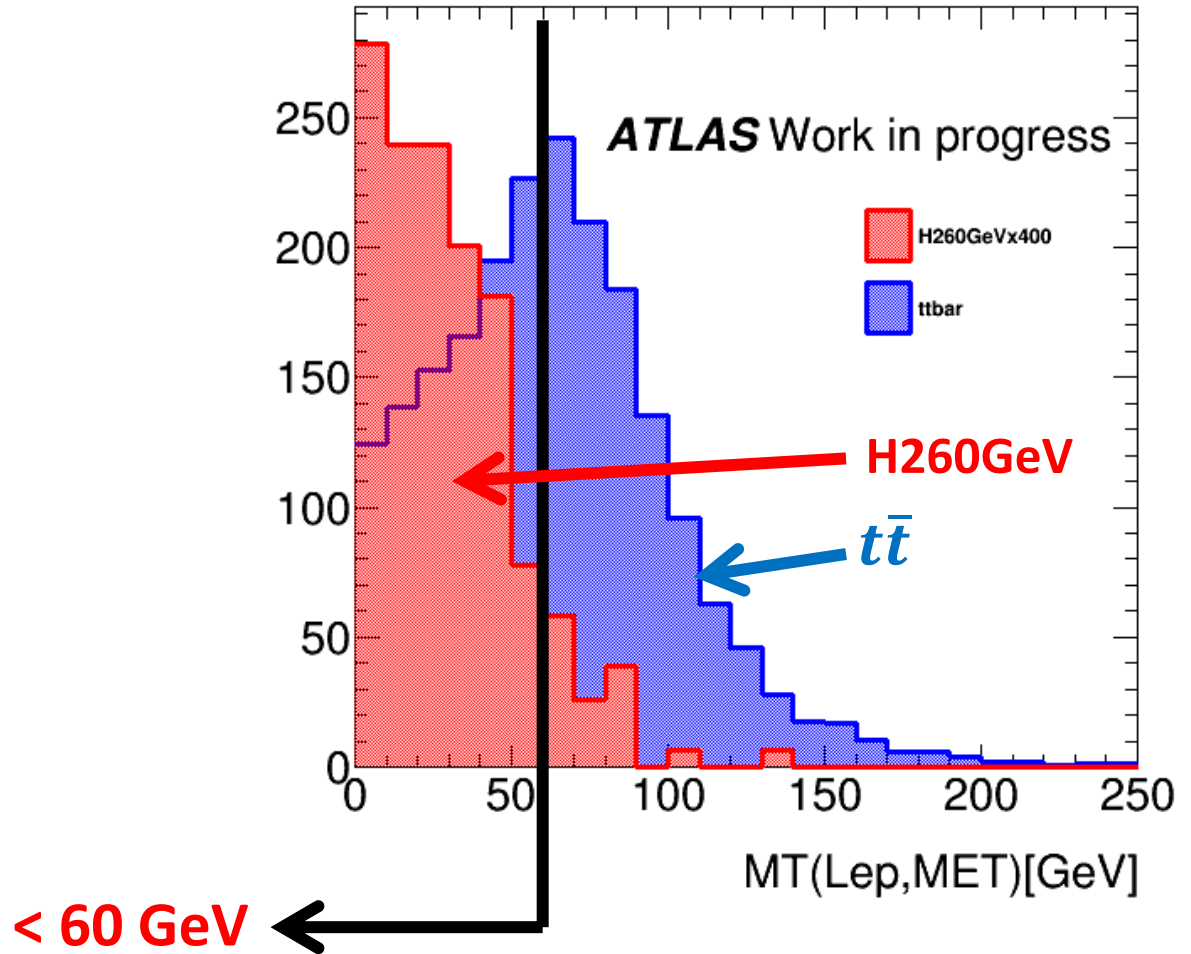 250
200
150
100
50
0
ATLAS Work in progress
H260GeVx400
ttbar
H260GeV
tt̄
0 50 100 150 200 250
MT(Lep,MET)[GeV]
< 60 GeV